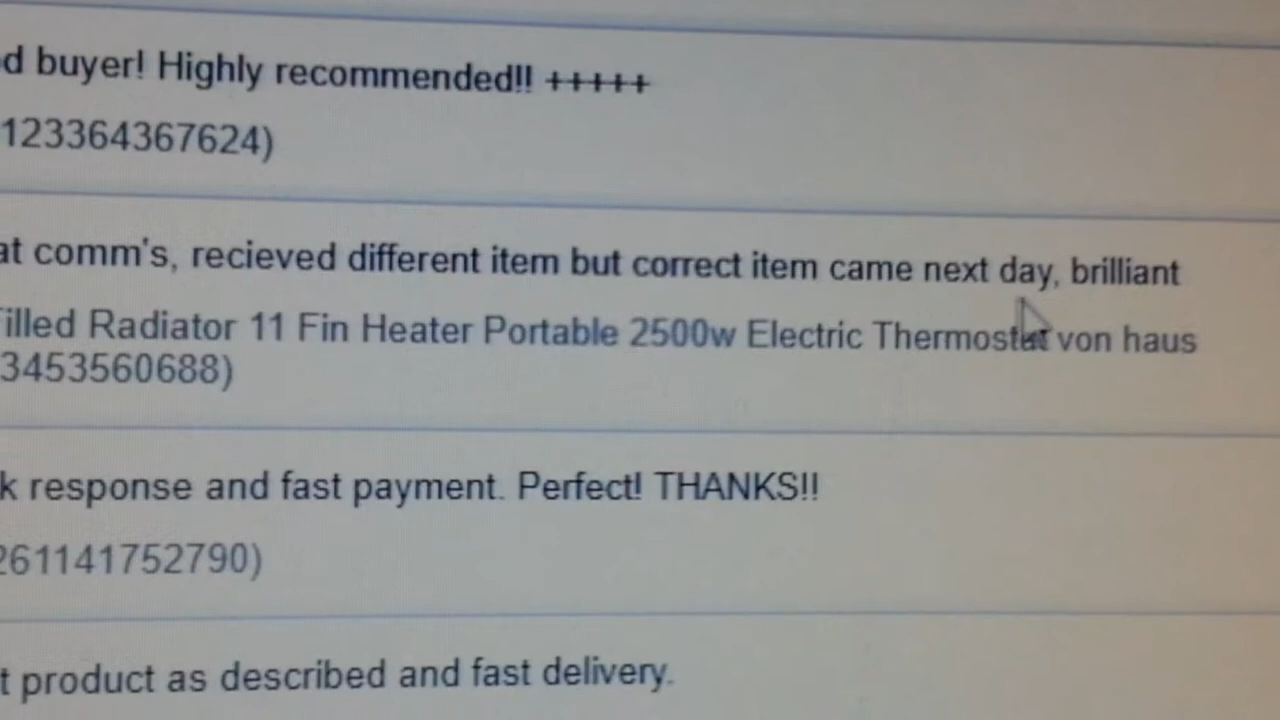 d buyer! Highly recommended!! +++++
123364367624)
at comm's, recieved different item but correct item came next day, brilliant
illed Radiator 11 Fin Heater Portable 2500w Electric Thermostat von haus
3453560688)
k response and fast payment. Perfect! THANKS!!
261141752790)
t product as described and fast delivery.